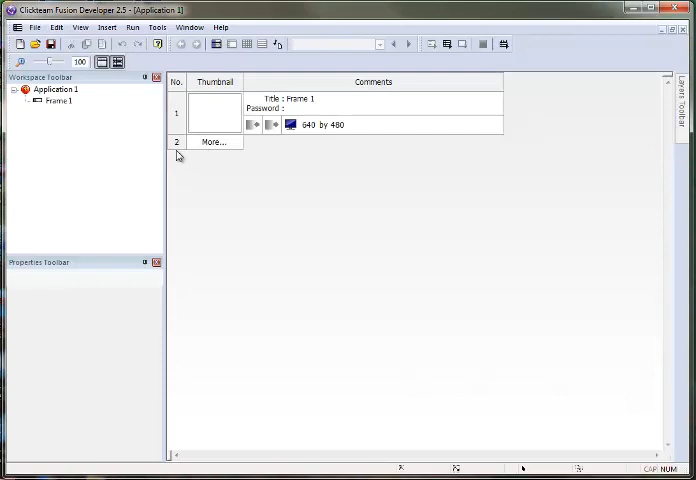 Clickteam Fusion Developer 2.5 - [Application 1]
File Edit View Insert Run Tools Window Help
100
Workspace Toolbar
Application 1
Frame 1
Properties Toolbar
No. Thumbnail Comments
1
Title : Frame 1
Password :
640 by 480
2 More...
Layers Toolbar
CAP NUM